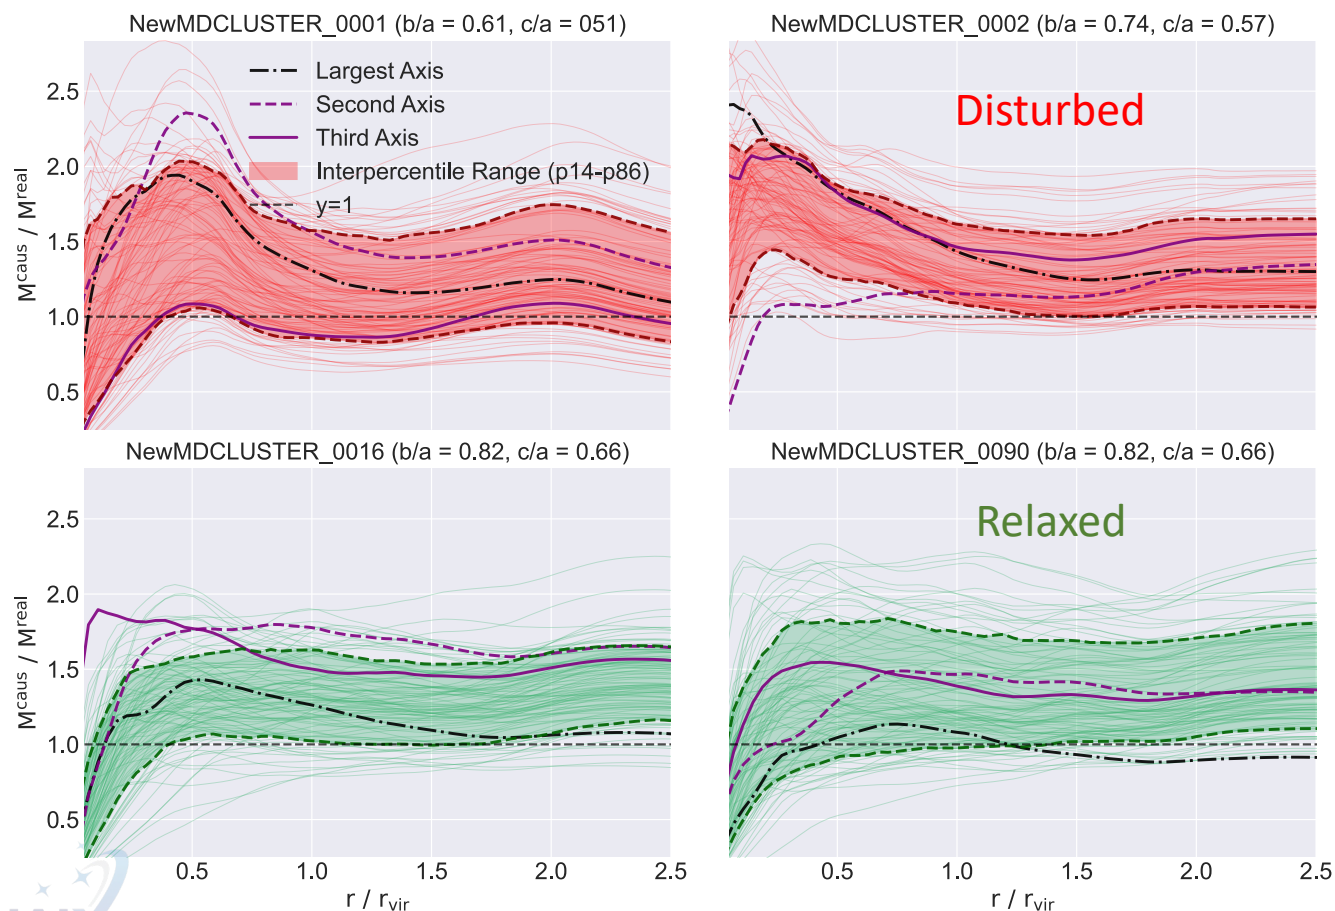 NewMDCLUSTER_0001 (b/a = 0.61, c/a = 051)
NewMDCLUSTER_0002 (b/a = 0.74, c/a = 0.57)
Largest Axis
Second Axis
Third Axis
Interpercentile Range (p14-p86)
y=1
Disturbed
2.5
2.0
1.5
1.0
0.5
M^caus / M^real
NewMDCLUSTER_0016 (b/a = 0.82, c/a = 0.66)
NewMDCLUSTER_0090 (b/a = 0.82, c/a = 0.66)
Relaxed
2.5
2.0
1.5
1.0
0.5
M^caus / M^real
0.5 1.0 1.5 2.0 2.5
0.5 1.0 1.5 2.0 2.5
r / r_vir
r / r_vir